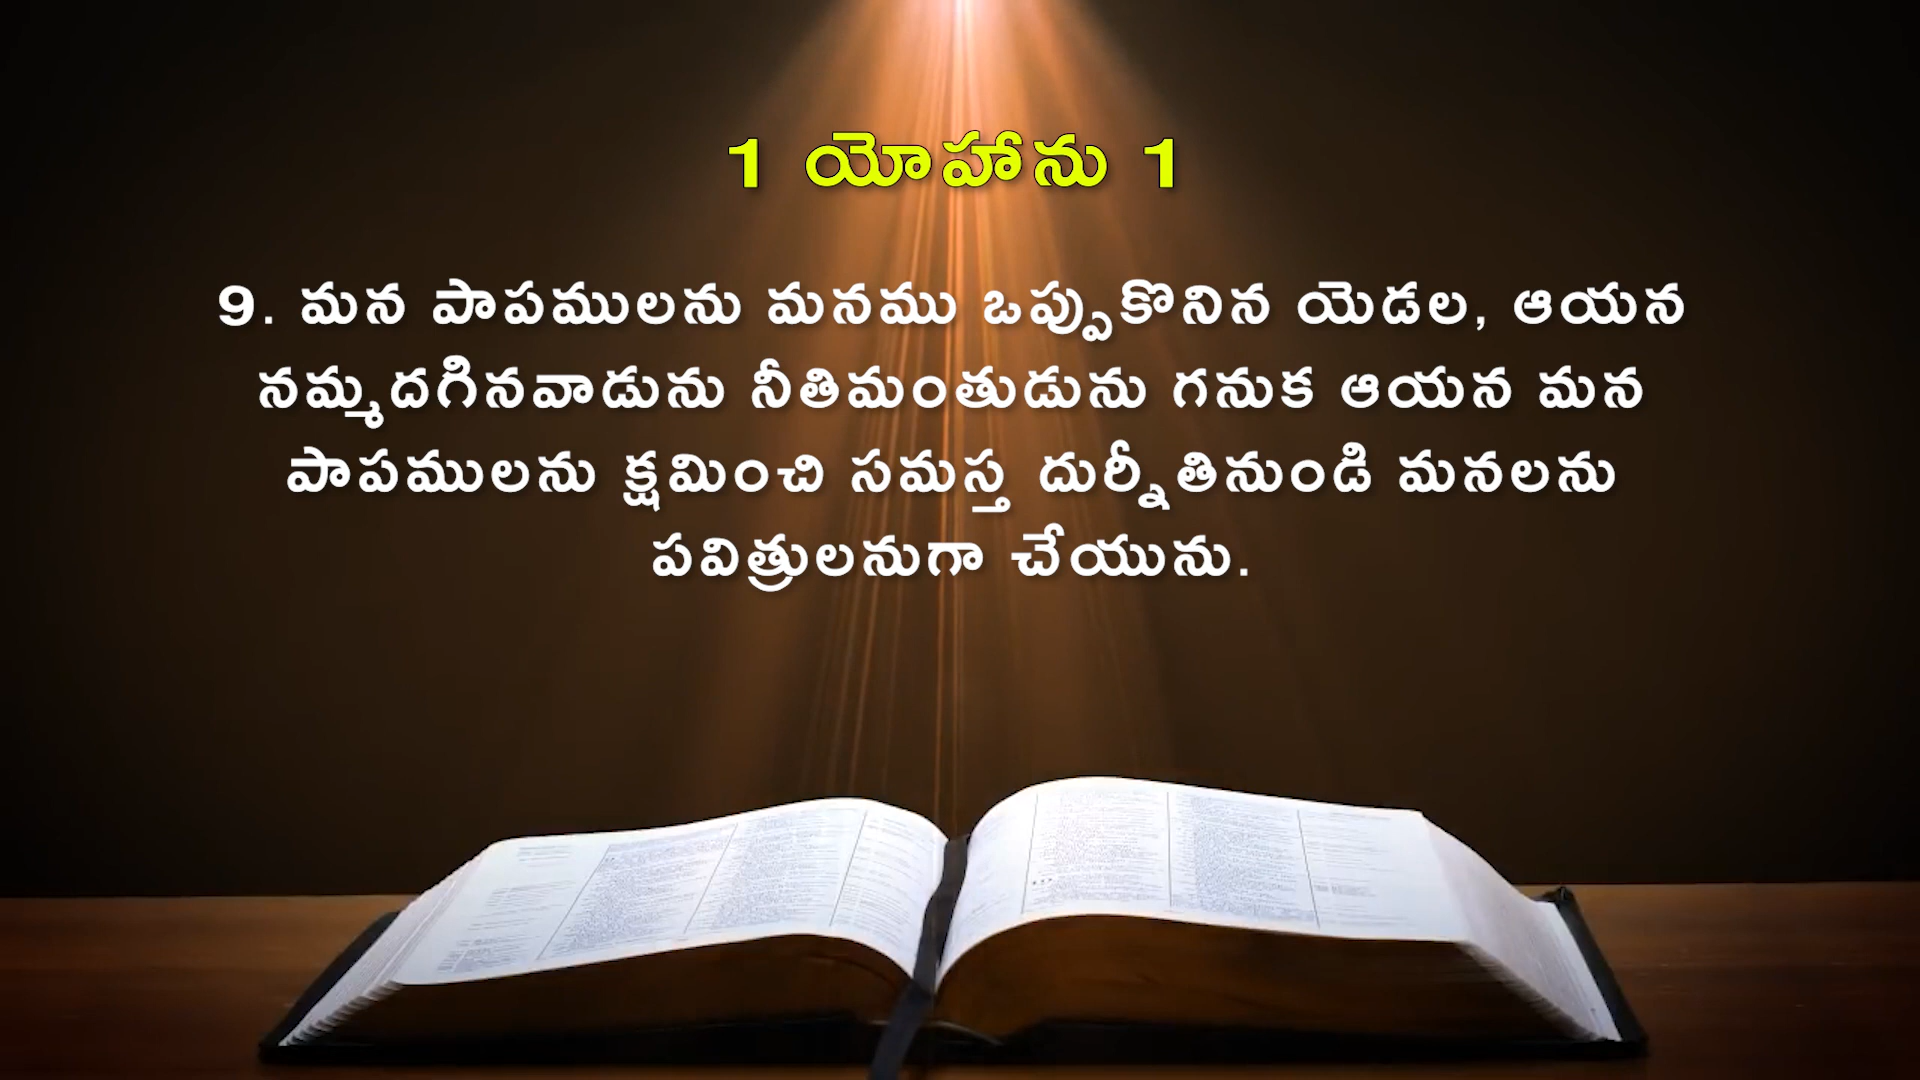 1 యోహాను 1
9. మన పాపములను మనము ఒప్పుకొనిన యెడల, ఆయన
నమ్మదగినవాడును నీతిమంతుడును గనుక ఆయన మన
పాపములను క్షమించి సమస్త దుర్నీతినుండి మనలను
పవిత్రులనుగా చేయును.